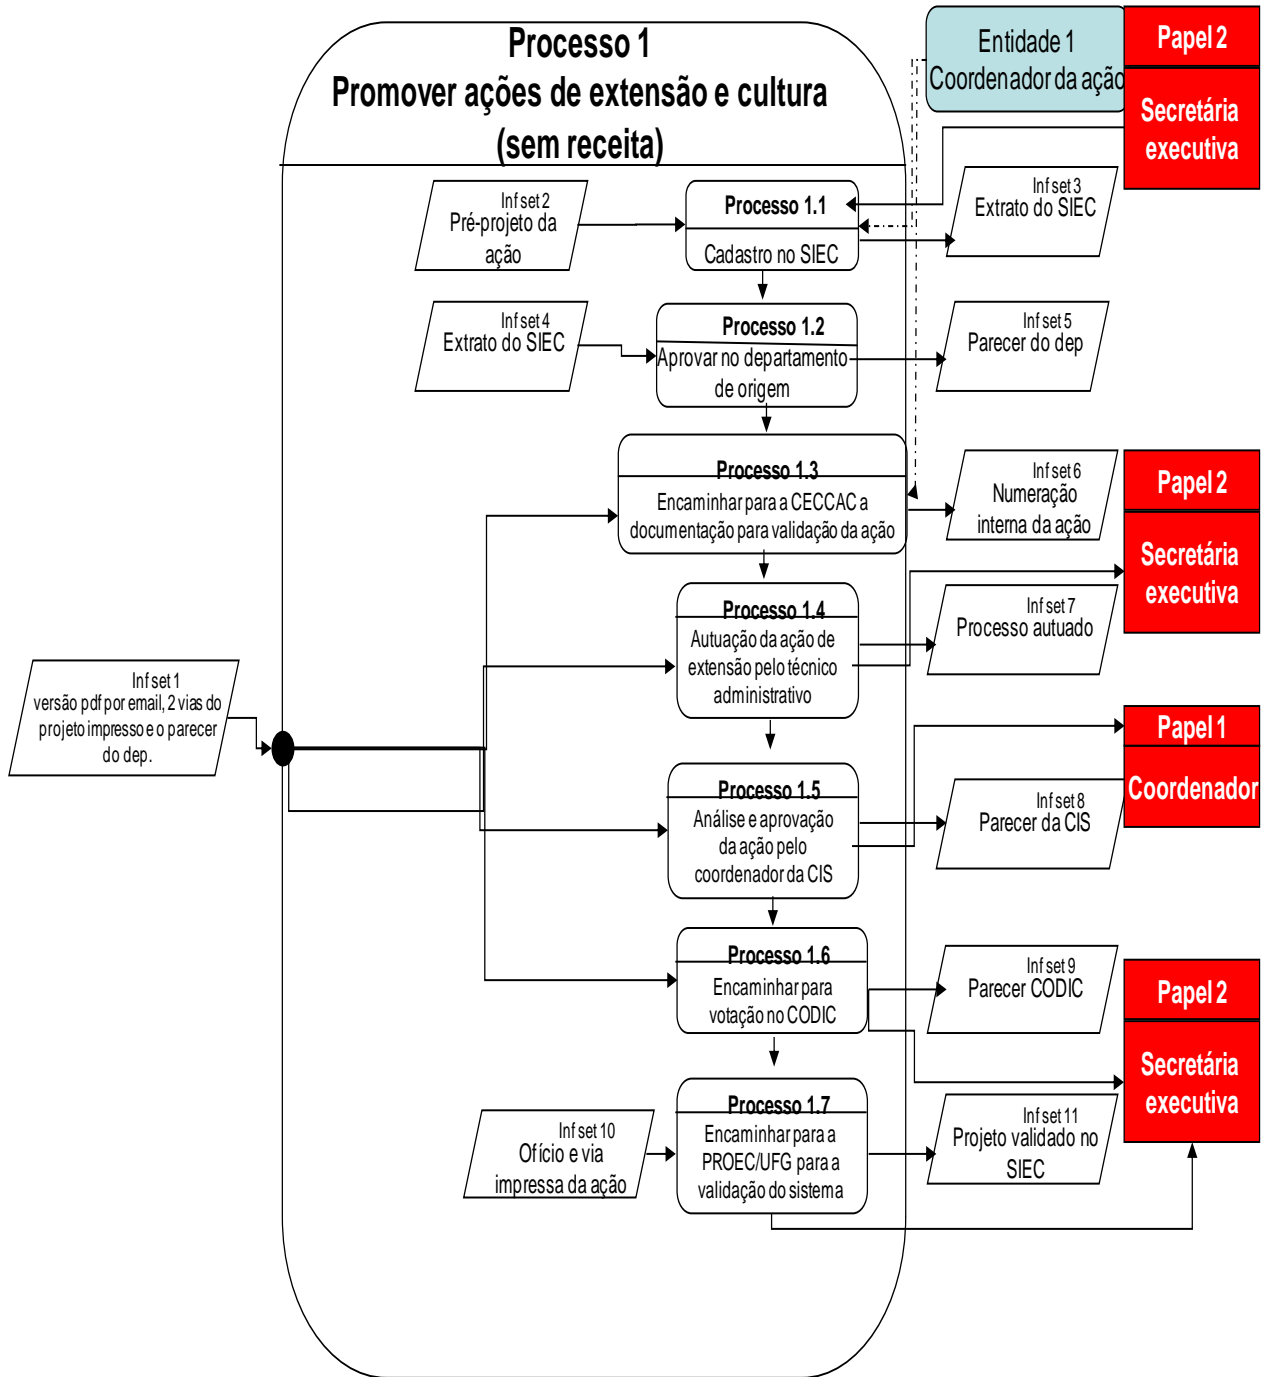 Processo 1
Promover ações de extensão e cultura
(sem receita)
Entidade 1
Coordenador da ação
Papel 2
Secretária
executiva
Inf set 2
Pré-projeto da
ação
Processo 1.1
Cadastro no SIEC
Inf set 3
Extrato do SIEC
Inf set 4
Extrato do SIEC
Processo 1.2
Aprovar no departamento
de origem
Inf set 5
Parecer do dep
Processo 1.3
Encaminhar para a CECCAC a
documentação para validação da ação
Inf set 6
Numeração
interna da ação
Papel 2
Secretária
executiva
Processo 1.4
Autuação da ação de
extensão pelo técnico
administrativo
Inf set 7
Processo autuado
Inf set 1
versão pdf por email, 2 vias do
projeto impresso e o parecer
do dep.
Processo 1.5
Análise e aprovação
da ação pelo
coordenador da CIS
Inf set 8
Parecer da CIS
Papel 1
Coordenador
Processo 1.6
Encaminhar para
votação no CODIC
Inf set 9
Parecer CODIC
Papel 2
Secretária
executiva
Inf set 10
Ofício e via
impressa da ação
Processo 1.7
Encaminhar para a
PROEC/UFG para a
validação do sistema
Inf set 11
Projeto validado no
SIEC